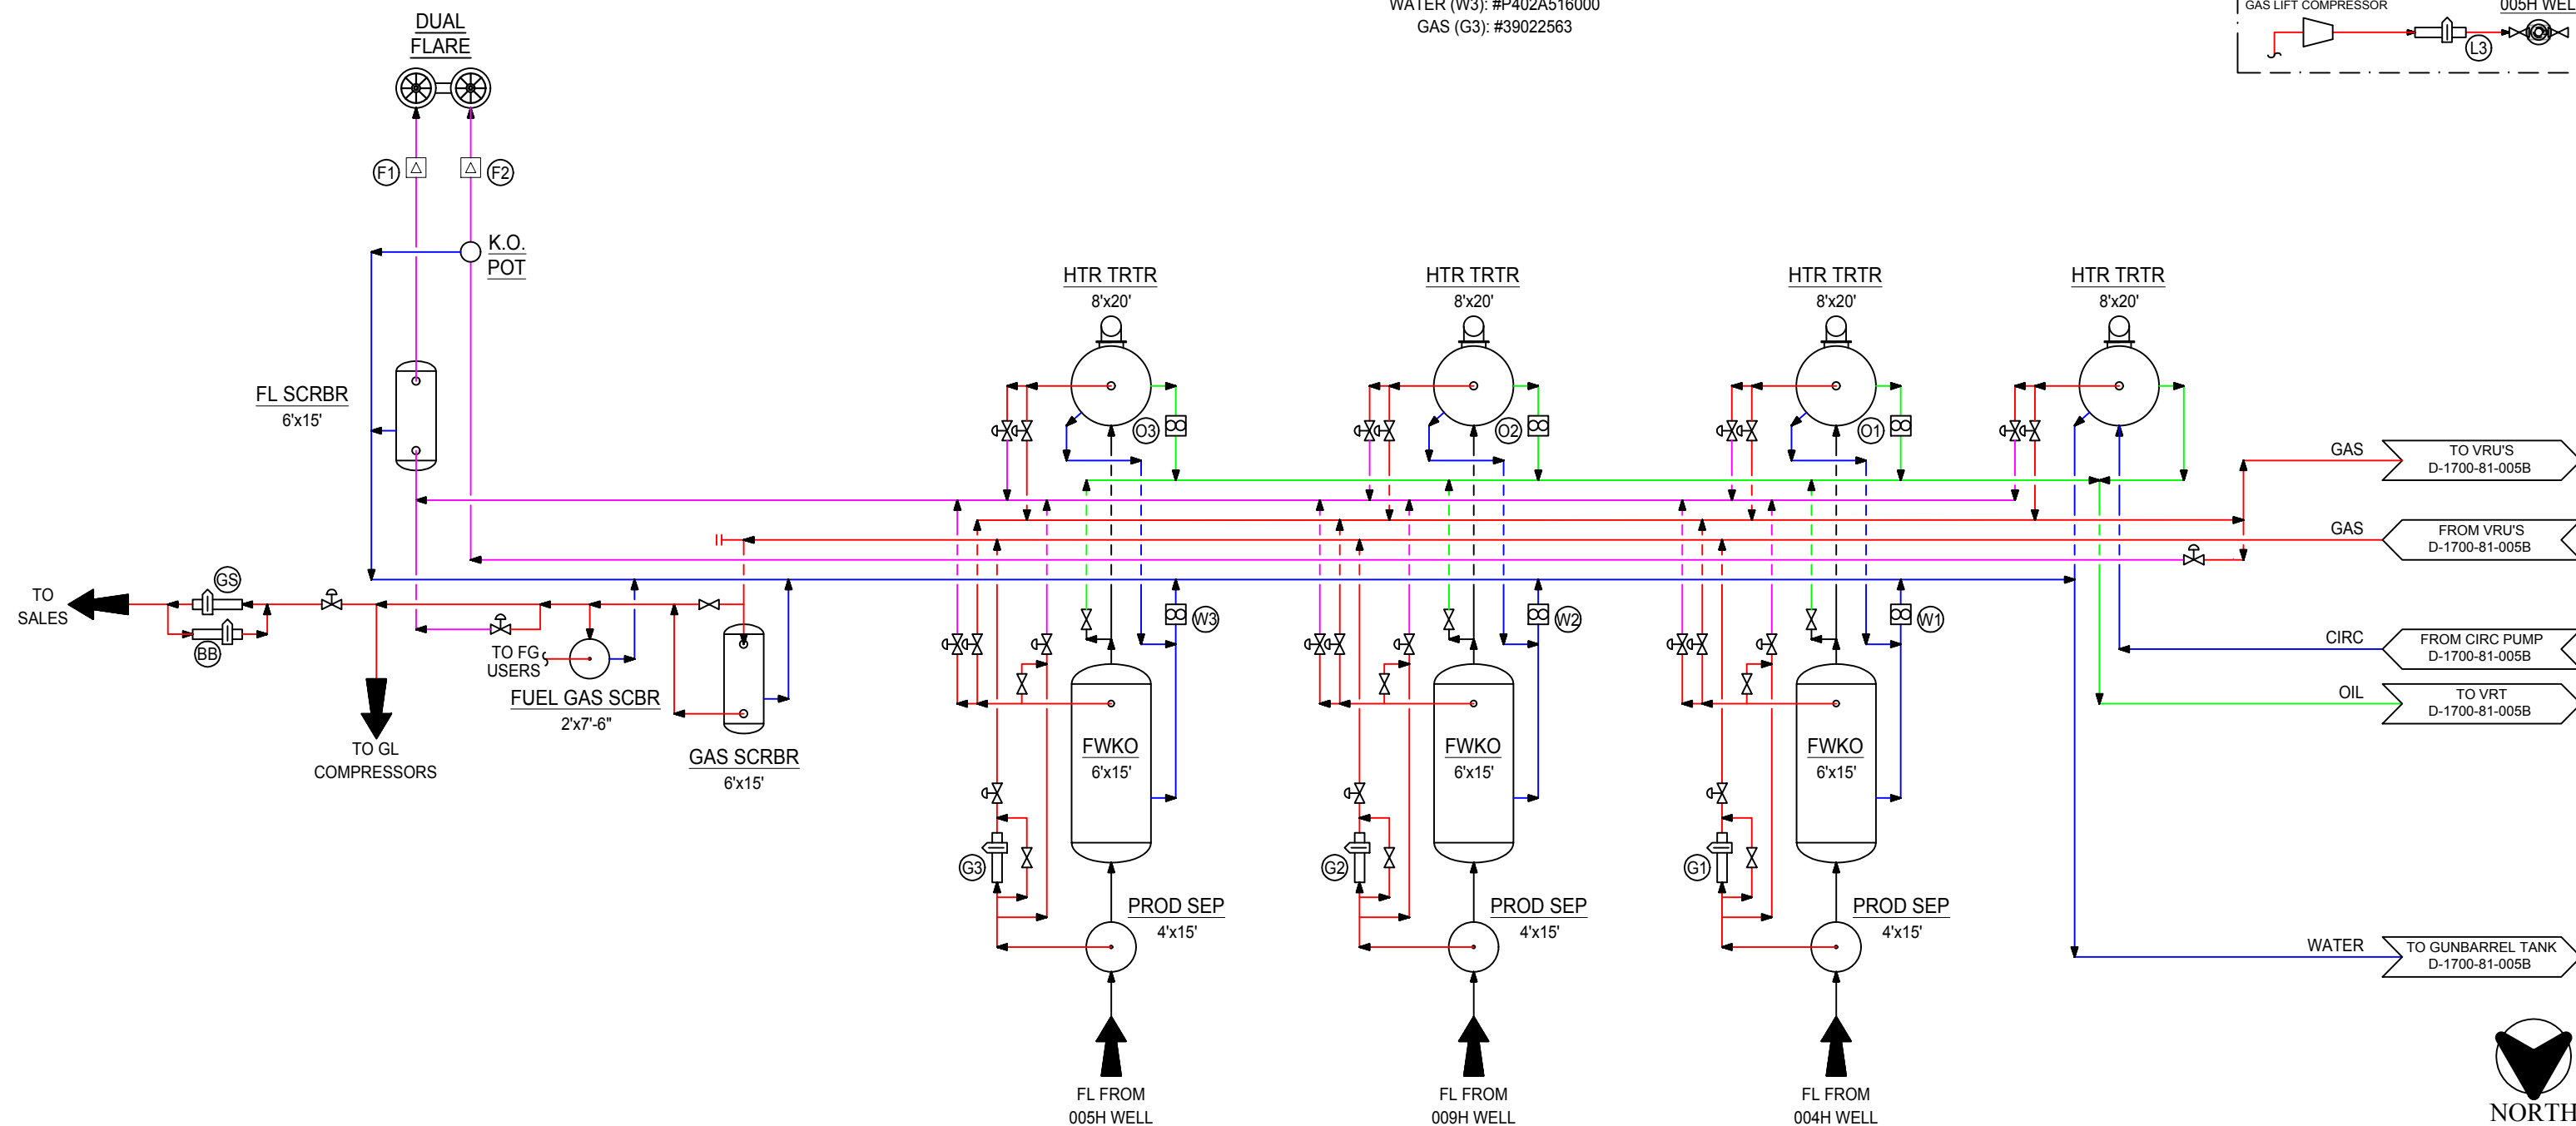 WATER (W3): #P402A516000
GAS (G3): #39022563
GAS LIFT COMPRESSOR
005H WEL
L3
DUAL
FLARE
F1
F2
K.O.
POT
FL SCRBR
6'x15'
HTR TRTR
8'x20'
HTR TRTR
8'x20'
HTR TRTR
8'x20'
HTR TRTR
8'x20'
O3
O2
O1
GAS
TO VRU'S
D-1700-81-005B
GAS
FROM VRU'S
D-1700-81-005B
TO
SALES
GS
BB
TO FG
USERS
FUEL GAS SCBR
2'x7'-6"
TO GL
COMPRESSORS
GAS SCRBR
6'x15'
W3
W2
W1
CIRC
FROM CIRC PUMP
D-1700-81-005B
OIL
TO VRT
D-1700-81-005B
FWKO
6'x15'
FWKO
6'x15'
FWKO
6'x15'
G3
G2
G1
PROD SEP
4'x15'
PROD SEP
4'x15'
PROD SEP
4'x15'
WATER
TO GUNBARREL TANK
D-1700-81-005B
FL FROM
005H WELL
FL FROM
009H WELL
FL FROM
004H WELL
NORTH